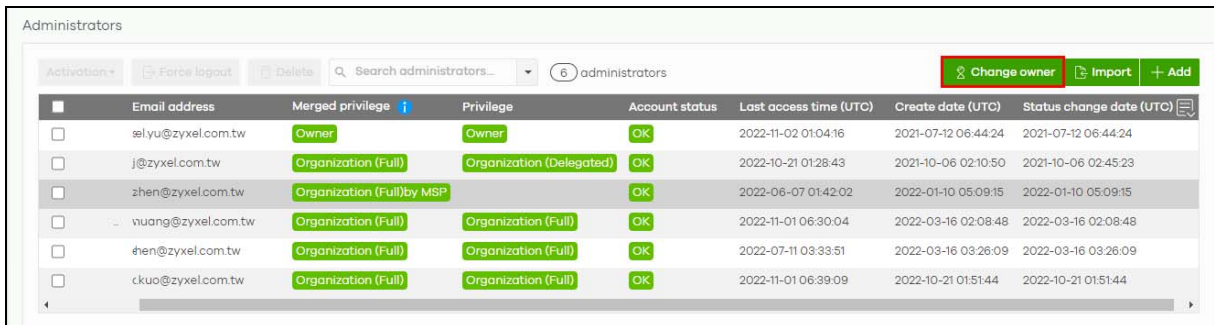 Administrators
Activation Force logout Delete Search administrators... 6 administrators Change owner Import + Add
Email address Merged privilege i Privilege Account status Last access time (UTC) Create date (UTC) Status change date (UTC)
sel.yu@zyxel.com.tw Owner Owner OK 2022-11-02 01:04:16 2021-07-12 06:44:24 2021-07-12 06:44:24
j@zyxel.com.tw Organization (Full) Organization (Delegated) OK 2022-10-21 01:28:43 2021-10-06 02:10:50 2021-10-06 02:45:23
zhen@zyxel.com.tw Organization (Full)by MSP OK 2022-06-07 01:42:02 2022-01-10 05:09:15 2022-01-10 05:09:15
Organization (Full) Organization (Full) OK 2022-11-01 06:30:04 2022-03-16 02:08:48 2022-03-16 02:08:48
hen@zyxel.com.tw Organization (Full) Organization (Full) OK 2022-07-11 03:33:51 2022-03-16 03:26:09 2022-03-16 03:26:09
.kuo@zyxel.com.tw Organization (Full) Organization (Full) OK 2022-11-01 06:39:09 2022-10-21 01:51:44 2022-10-21 01:51:44